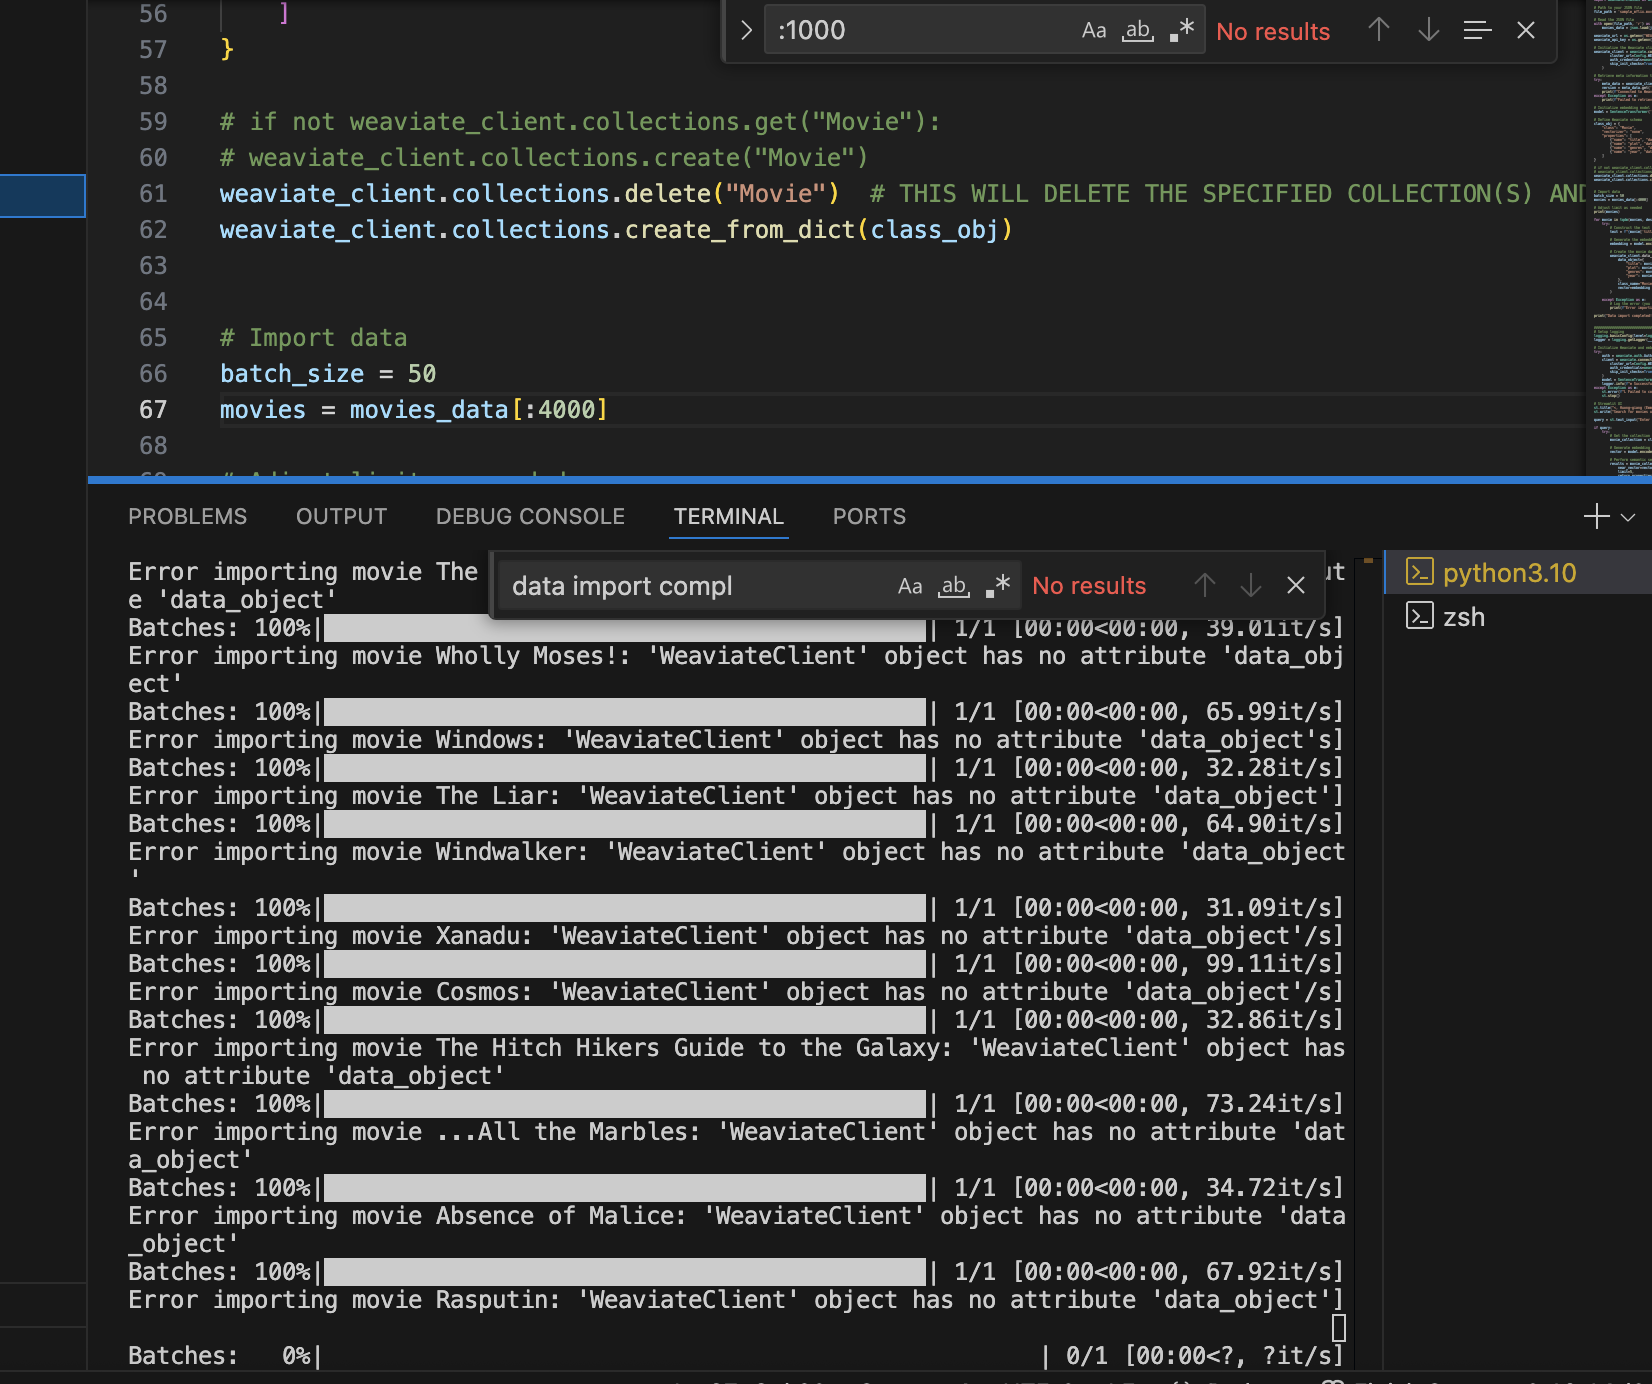 56 ]
57 }
58
59 # if not weaviate_client.collections.get("Movie"):
60 # weaviate_client.collections.create("Movie")
61 weaviate_client.collections.delete("Movie")  # THIS WILL DELETE THE SPECIFIED COLLECTION(S) AND
62 weaviate_client.collections.create_from_dict(class_obj)
63
64
65 # Import data
66 batch_size = 50
67 movies = movies_data[:4000]
68
:1000 Aa ab .* No results
PROBLEMS OUTPUT DEBUG CONSOLE TERMINAL PORTS
data import compl Aa ab .* No results
python3.10
zsh
Error importing movie The
e 'data_object'
Batches: 100%| | 1/1 [00:00<00:00, 39.01it/s]
Error importing movie Wholly Moses!: 'WeaviateClient' object has no attribute 'data_obj
ect'
Batches: 100%| | 1/1 [00:00<00:00, 65.99it/s]
Error importing movie Windows: 'WeaviateClient' object has no attribute 'data_object's]
Batches: 100%| | 1/1 [00:00<00:00, 32.28it/s]
Error importing movie The Liar: 'WeaviateClient' object has no attribute 'data_object']
Batches: 100%| | 1/1 [00:00<00:00, 64.90it/s]
Error importing movie Windwalker: 'WeaviateClient' object has no attribute 'data_object
'
Batches: 100%| | 1/1 [00:00<00:00, 31.09it/s]
Error importing movie Xanadu: 'WeaviateClient' object has no attribute 'data_object'/s]
Batches: 100%| | 1/1 [00:00<00:00, 99.11it/s]
Error importing movie Cosmos: 'WeaviateClient' object has no attribute 'data_object'/s]
Batches: 100%| | 1/1 [00:00<00:00, 32.86it/s]
Error importing movie The Hitch Hikers Guide to the Galaxy: 'WeaviateClient' object has
 no attribute 'data_object'
Batches: 100%| | 1/1 [00:00<00:00, 73.24it/s]
Error importing movie ...All the Marbles: 'WeaviateClient' object has no attribute 'dat
a_object'
Batches: 100%| | 1/1 [00:00<00:00, 34.72it/s]
Error importing movie Absence of Malice: 'WeaviateClient' object has no attribute 'data
_object'
Batches: 100%| | 1/1 [00:00<00:00, 67.92it/s]
Error importing movie Rasputin: 'WeaviateClient' object has no attribute 'data_object']
Batches:   0%| | 0/1 [00:00<?, ?it/s]